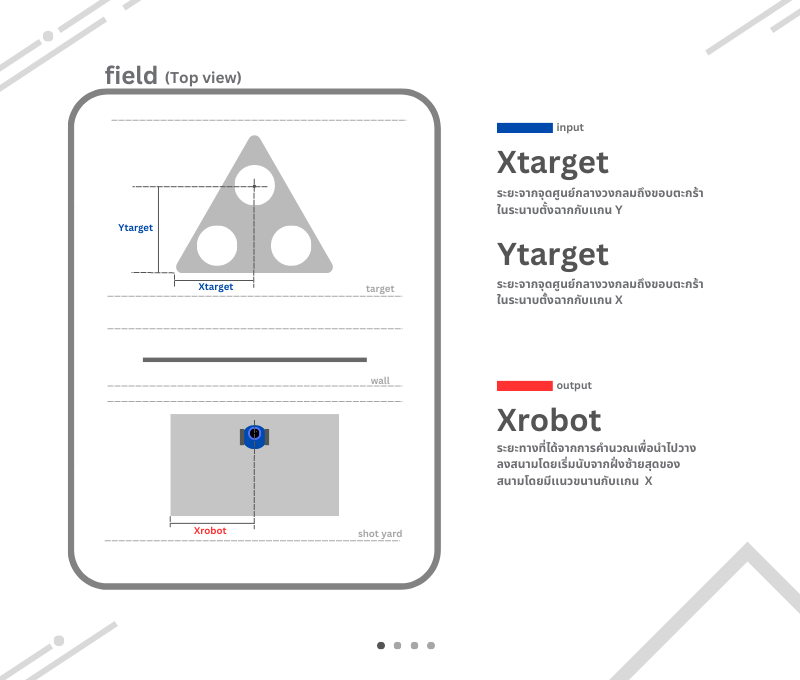 field (Top view)
Ytarget
Xtarget
target
wall
Xrobot
shot yard
input
Xtarget
ระยะจากจุดศูนย์กลางวงกลมถึงขอบตะกร้า
ในระนาบตั้งฉากกับแกน Y
Ytarget
ระยะจากจุดศูนย์กลางวงกลมถึงขอบตะกร้า
ในระนาบตั้งฉากกับแกน X
output
Xrobot
ระยะทางที่ได้จากการคำนวณเพื่อนำไปวาง
ลงสนามโดยเริ่มนับจากฝั่งซ้ายสุดของ
สนามโดยมีแนวขนานกับแกน X